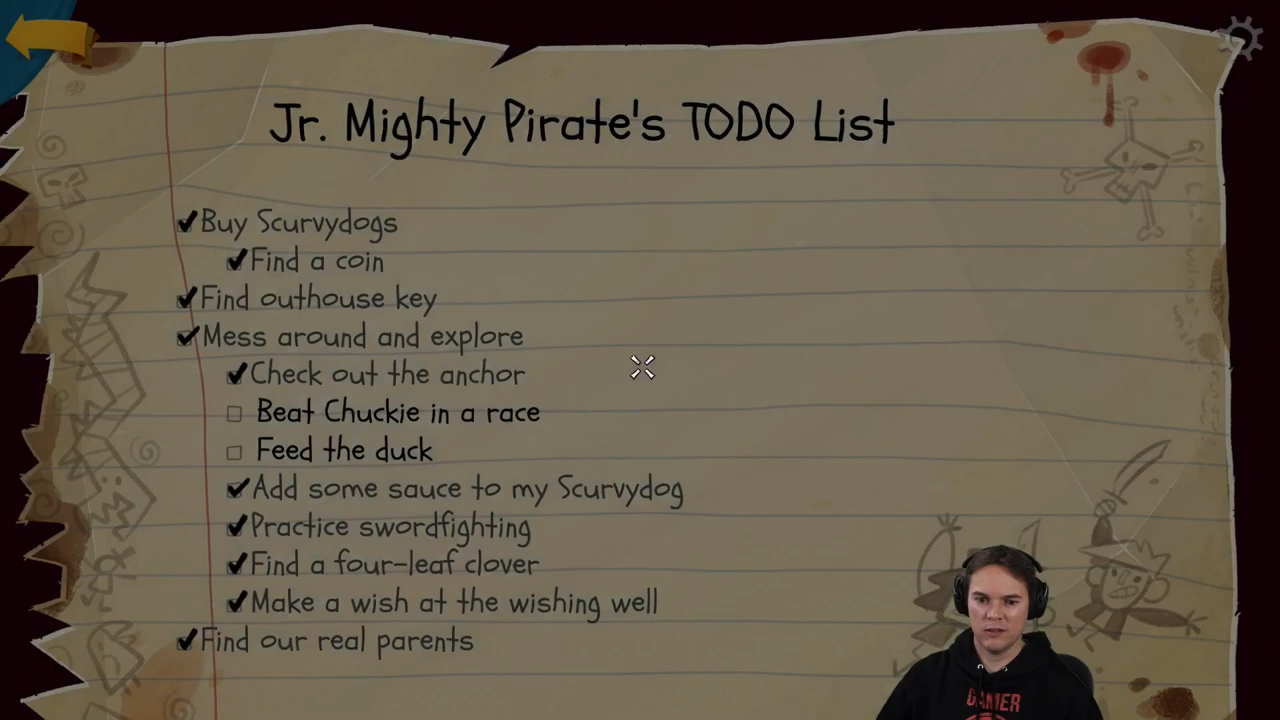 Jr. Mighty Pirate's TODO List
Buy Scurvydogs
Find a coin
Find outhouse key
Mess around and explore
Check out the anchor
Beat Chuckie in a race
Feed the duck
Add some sauce to my Scurvydog
Practice swordfighting
Find a four-leaf clover
Make a wish at the wishing well
Find our real parents
GAMER